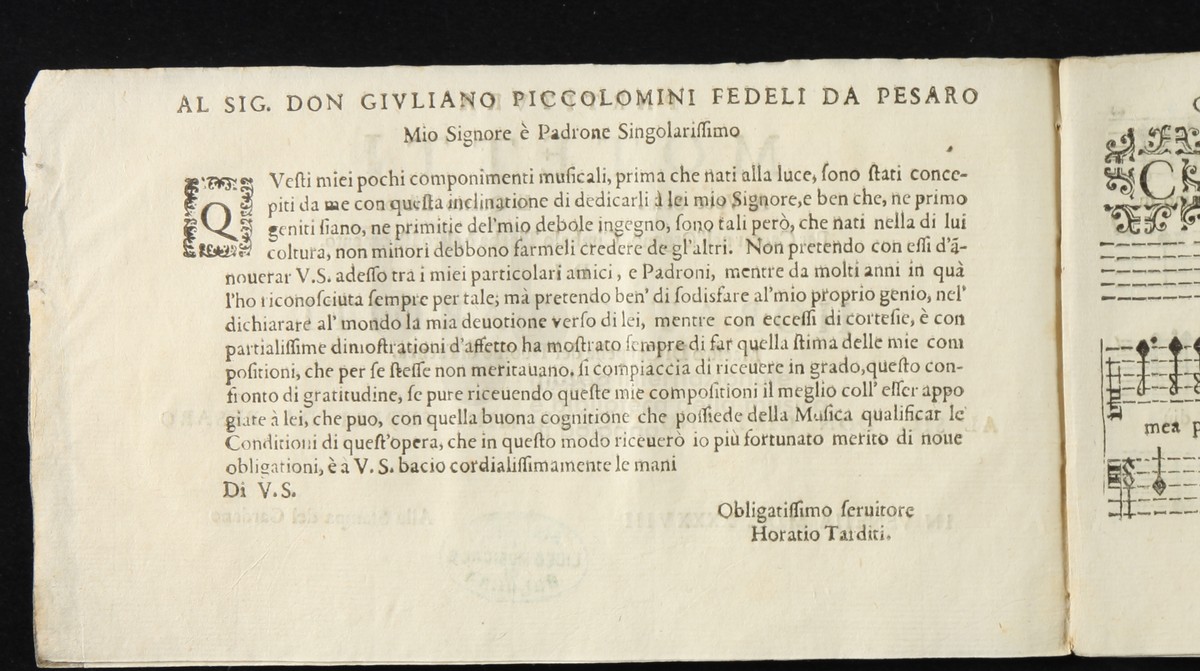 AL SIG. DON GIVLIANO PICCOLOMINI FEDELI DA PESARO
Mio Signore è Padrone Singolariſſimo
QVeſti miei pochi componimenti muſicali, prima che nati alla luce, ſono ſtati conce-
piti da me con queſta inclinatione di dedicarli à lei mio Signore, e ben che, ne primo
geniti ſiano, ne primitie del'mio debole ingegno, ſono tali però, che nati nella di lui
coltura, non minori debbono farmeli credere de gl'altri. Non pretendo con eſſi d'ã-
nouerar V.S. adeſſo tra i miei particolari amici, e Padroni, mentre da molti anni in quà
l'ho riconoſciuta ſempre per tale; mà pretendo ben' di ſodisfare al'mio proprio genio, nel'
dichiarare al' mondo la mia deuotione verſo di lei, mentre con ecceſſi di corteſie, è con
partialiſſime dimoſtrationi d'affetto ha moſtrato ſempre di far quella ſtima delle mie com
poſitioni, che per ſe ſteſſe non meritauano. ſi compiaccia di riceuere in grado, queſto con-
fronto di gratitudine, ſe pure riceuendo queſte mie compoſitioni il meglio coll' eſſer appo
giate à lei, che puo, con quella buona cognitione che poſſiede della Muſica qualificar le
Conditioni di queſt'opera, che in queſto modo riceuerò io più fortunato merito di noue
obligationi, è à V. S. bacio cordialiſſimamente le mani
Di V.S.
Obligatiſſimo ſeruitore
Horatio Tarditi.
C
mea